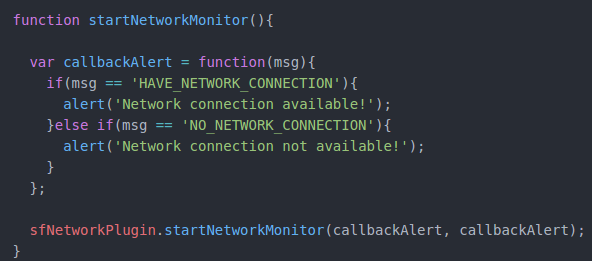 function startNetworkMonitor(){
  var callbackAlert = function(msg){
    if(msg == 'HAVE_NETWORK_CONNECTION'){
      alert('Network connection available!');
    }else if(msg == 'NO_NETWORK_CONNECTION'){
      alert('Network connection not available!');
    }
  };
  sfNetworkPlugin.startNetworkMonitor(callbackAlert, callbackAlert);
}